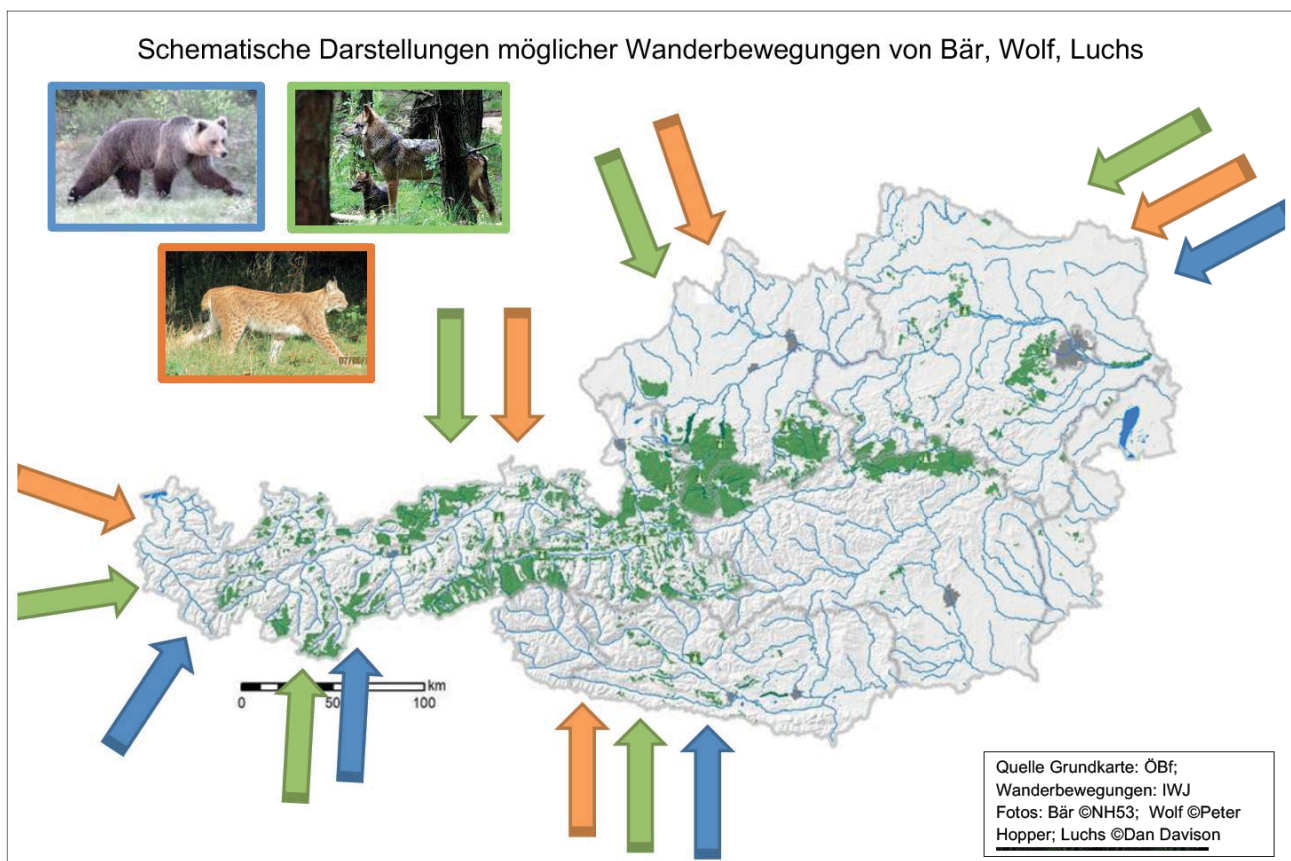 Schematische Darstellungen möglicher Wanderbewegungen von Bär, Wolf, Luchs
km
0 50 100
Quelle Grundkarte: ÖBf;
Wanderbewegungen: IWJ
Fotos: Bär ©NH53; Wolf ©Peter
Hopper; Luchs ©Dan Davison